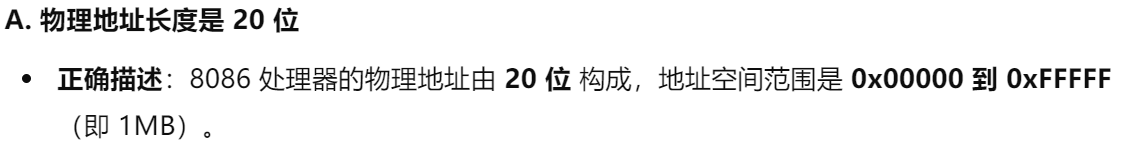 A. 物理地址长度是 20 位
• 正确描述：8086 处理器的物理地址由 20 位 构成，地址空间范围是 0x00000 到 0xFFFFF
（即 1MB）。